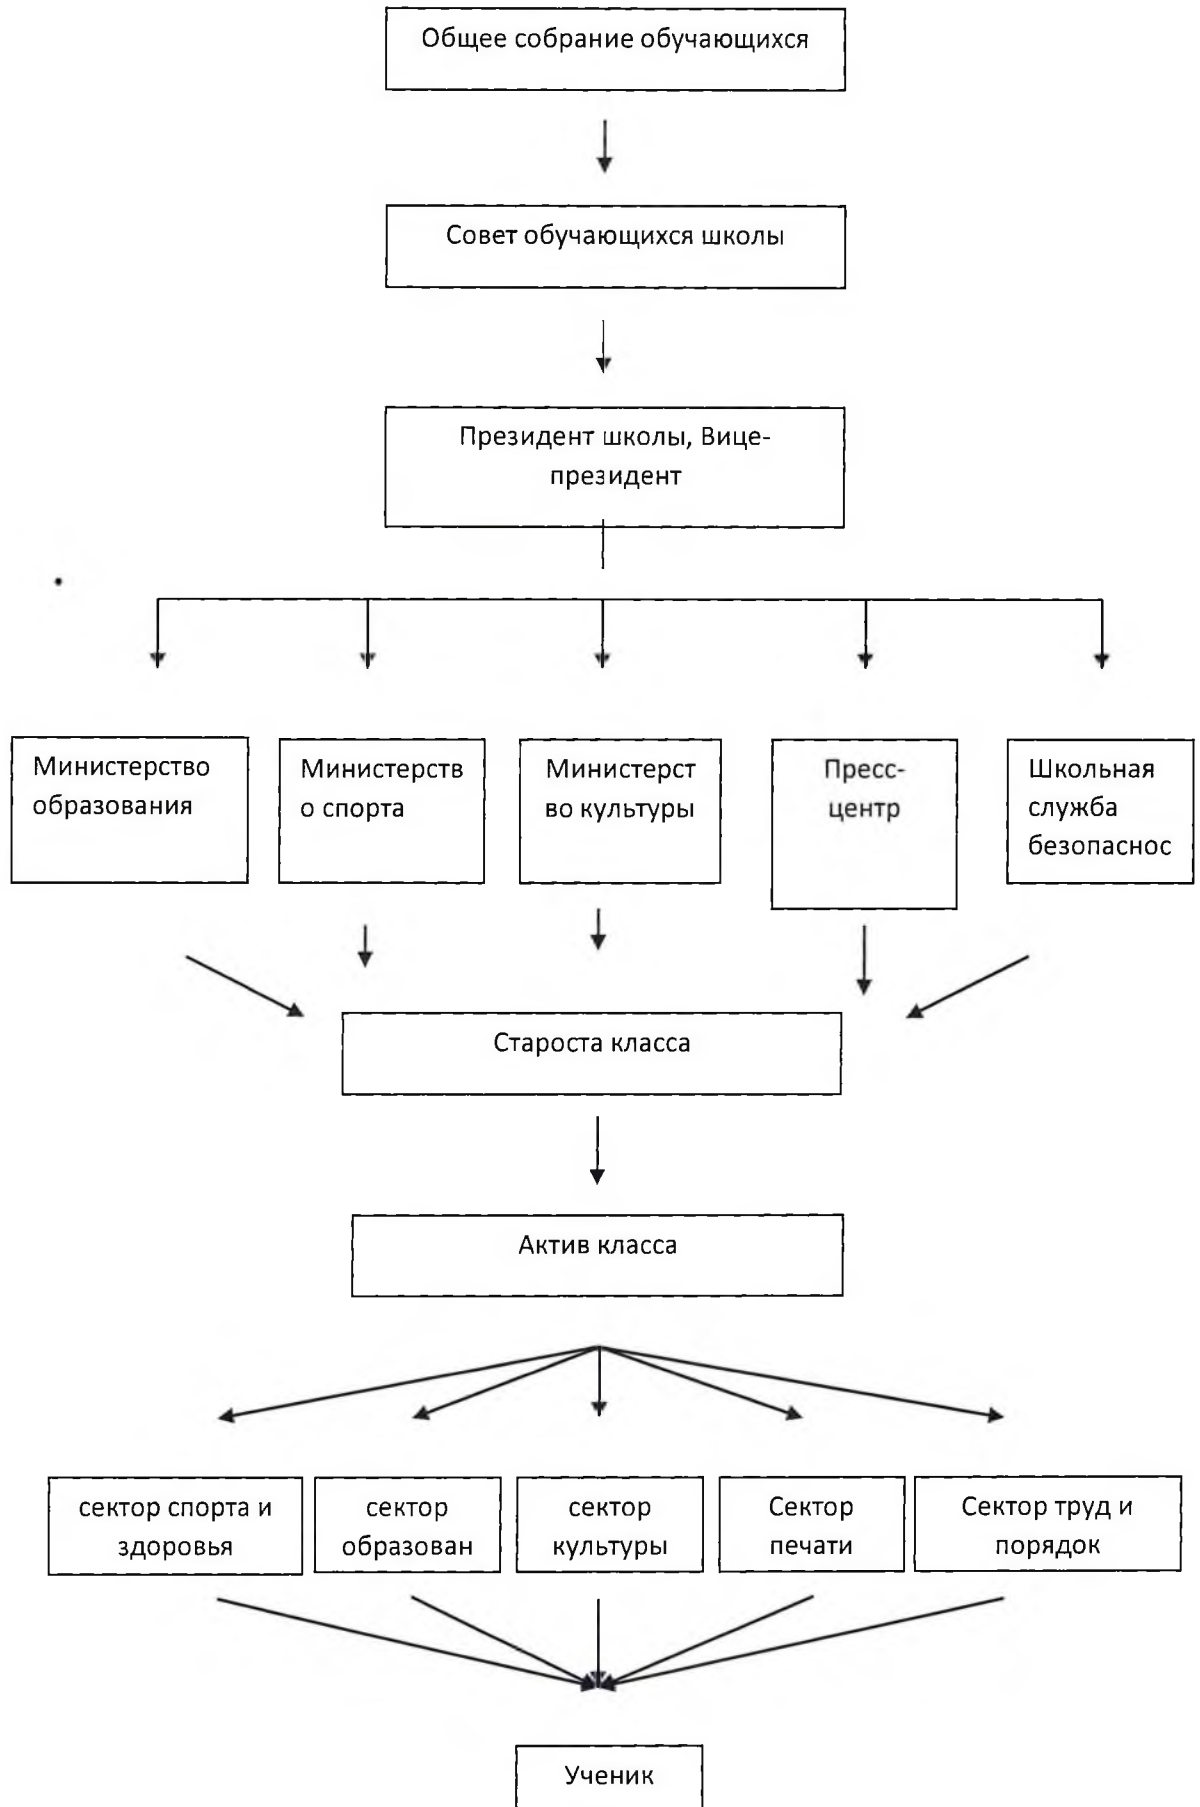 Общее собрание обучающихся
Совет обучающихся школы
Президент школы, Вице-
президент
Министерство
образования
Министерств
о спорта
Министерст
во культуры
Пресс-
центр
Школьная
служба
безопаснос
Староста класса
Актив класса
сектор спорта и
здоровья
сектор
образован
сектор
культуры
Сектор
печати
Сектор труд и
порядок
Ученик